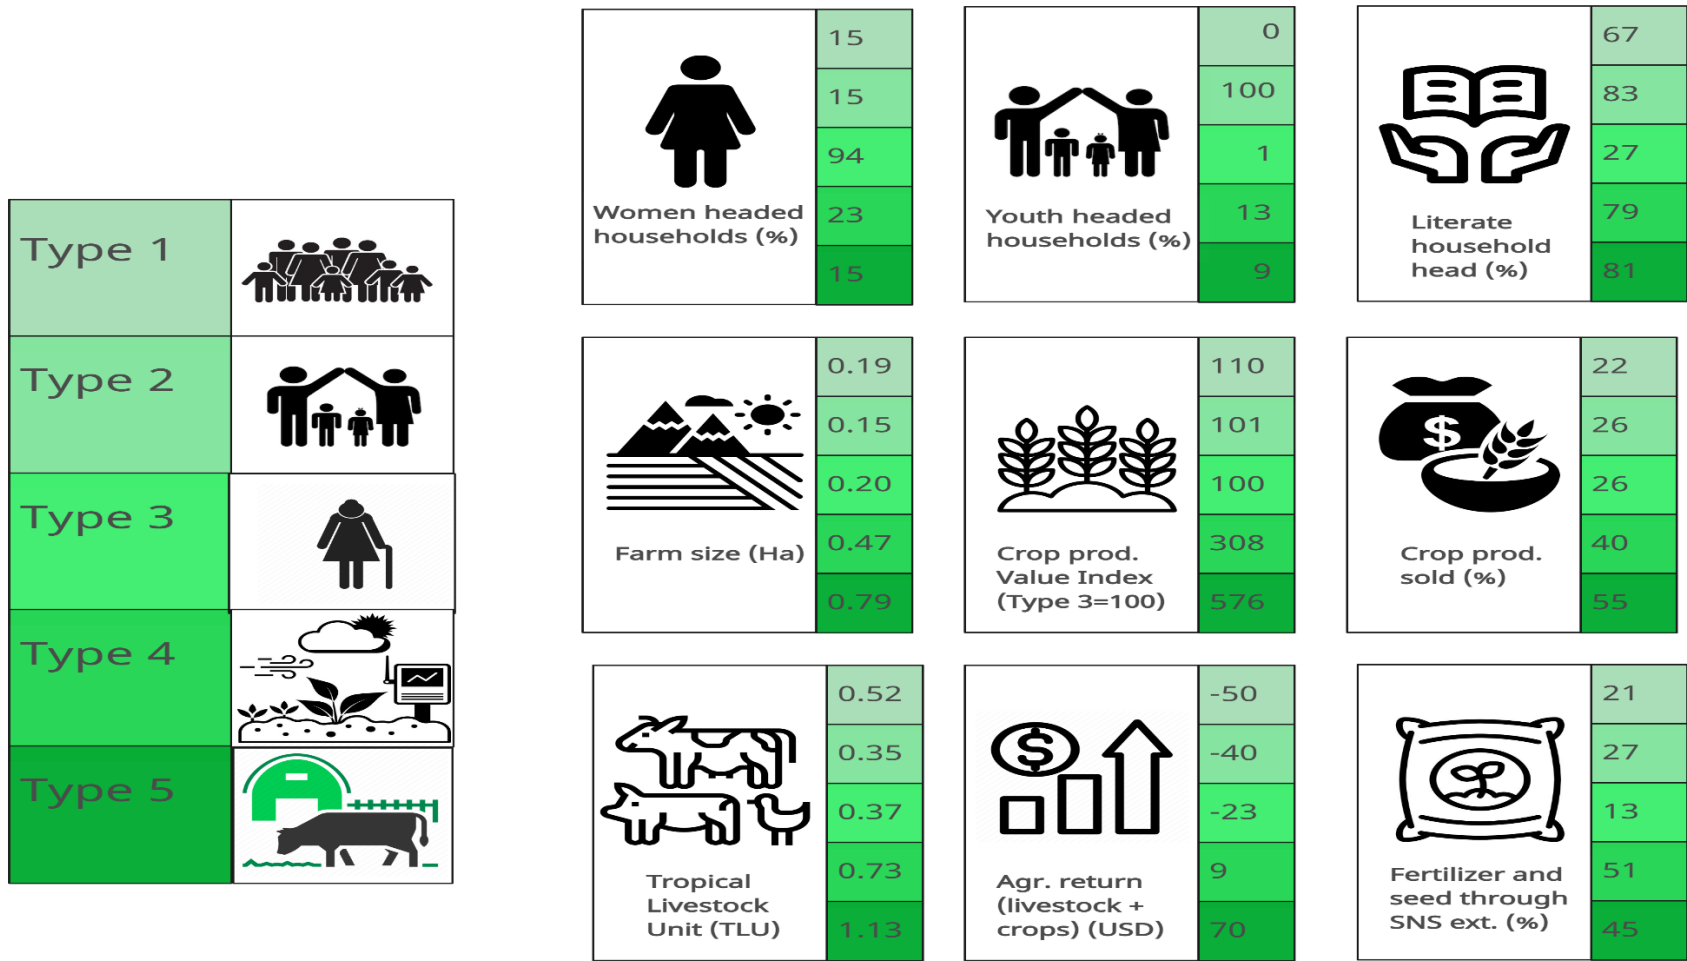 Type 1
Type 2
Type 3
Type 4
Type 5
Women headed
households (%)
15
15
94
23
15
Youth headed
households (%)
0
100
1
13
9
Literate
household
head (%)
67
83
27
79
81
Farm size (Ha)
0.19
0.15
0.20
0.47
0.79
Crop prod.
Value Index
(Type 3=100)
110
101
100
308
576
$
Crop prod.
sold (%)
22
26
26
40
55
Tropical
Livestock
Unit (TLU)
0.52
0.35
0.37
0.73
1.13
$
Agr. return
(livestock +
crops) (USD)
-50
-40
-23
9
70
Fertilizer and
seed through
SNS ext. (%)
21
27
13
51
45